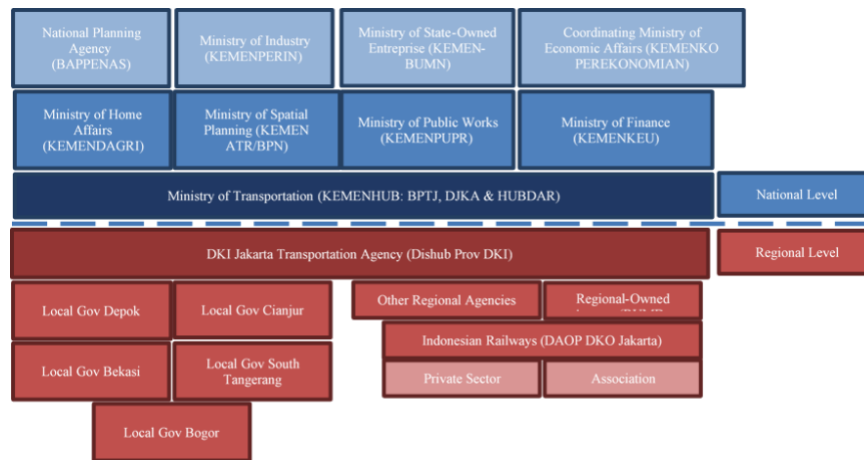 National Planning
Agency
(BAPPENAS)
Ministry of Industry
(KEMENPERIN)
Ministry of State-Owned
Entreprise (KEMEN-
BUMN)
Coordinating Ministry of
Economic Affairs (KEMENKO
PEREKONOMIAN)
Ministry of Home
Affairs
(KEMENDAGRI)
Ministry of Spatial
Planning (KEMEN
ATR/BPN)
Ministry of Public Works
(KEMENPUPR)
Ministry of Finance
(KEMENKEU)
Ministry of Transportation (KEMENHUB: BPTJ, DJKA & HUBDAR)
National Level
DKI Jakarta Transportation Agency (Dishub Prov DKI)
Regional Level
Local Gov Depok
Local Gov Cianjur
Other Regional Agencies
Regional-Owned
Indonesian Railways (DAOP DKO Jakarta)
Local Gov Bekasi
Local Gov South
Tangerang
Private Sector
Association
Local Gov Bogor